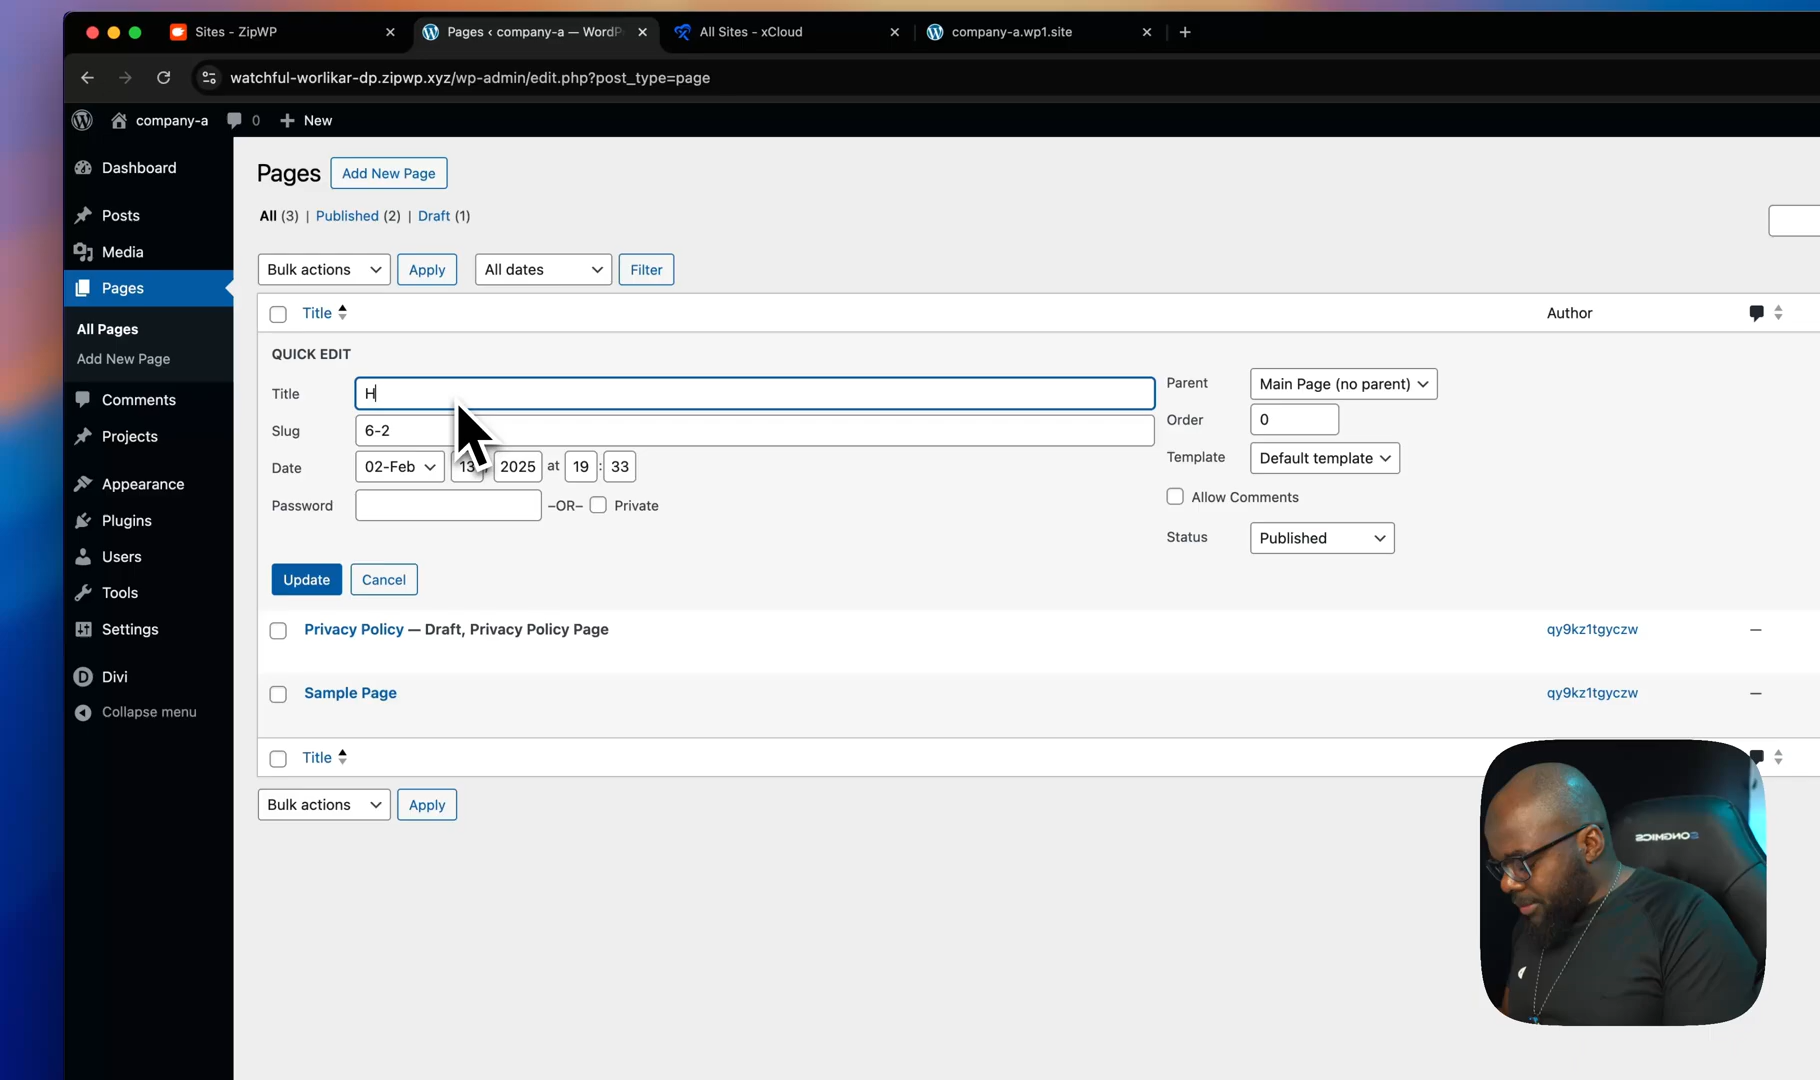 Sites - ZipWP
Pages ‹ company-a — WordP
All Sites - xCloud
company-a.wp1.site
watchful-worlikar-dp.zipwp.xyz/wp-admin/edit.php?post_type=page
company-a 0 New
Dashboard
Posts
Media
Pages
All Pages
Add New Page
Comments
Projects
Appearance
Plugins
Users
Tools
Settings
Divi
Collapse menu
Pages Add New Page
All (3) | Published (2) | Draft (1)
Bulk actions Apply All dates Filter
Title Author
QUICK EDIT
Title H
Slug 6-2
Date 02-Feb 13 2025 at 19 : 33
Password –OR– Private
Parent Main Page (no parent)
Order 0
Template Default template
Allow Comments
Status Published
Update Cancel
Privacy Policy — Draft, Privacy Policy Page qy9kz1tgyczw —
Sample Page qy9kz1tgyczw —
Title
Bulk actions Apply